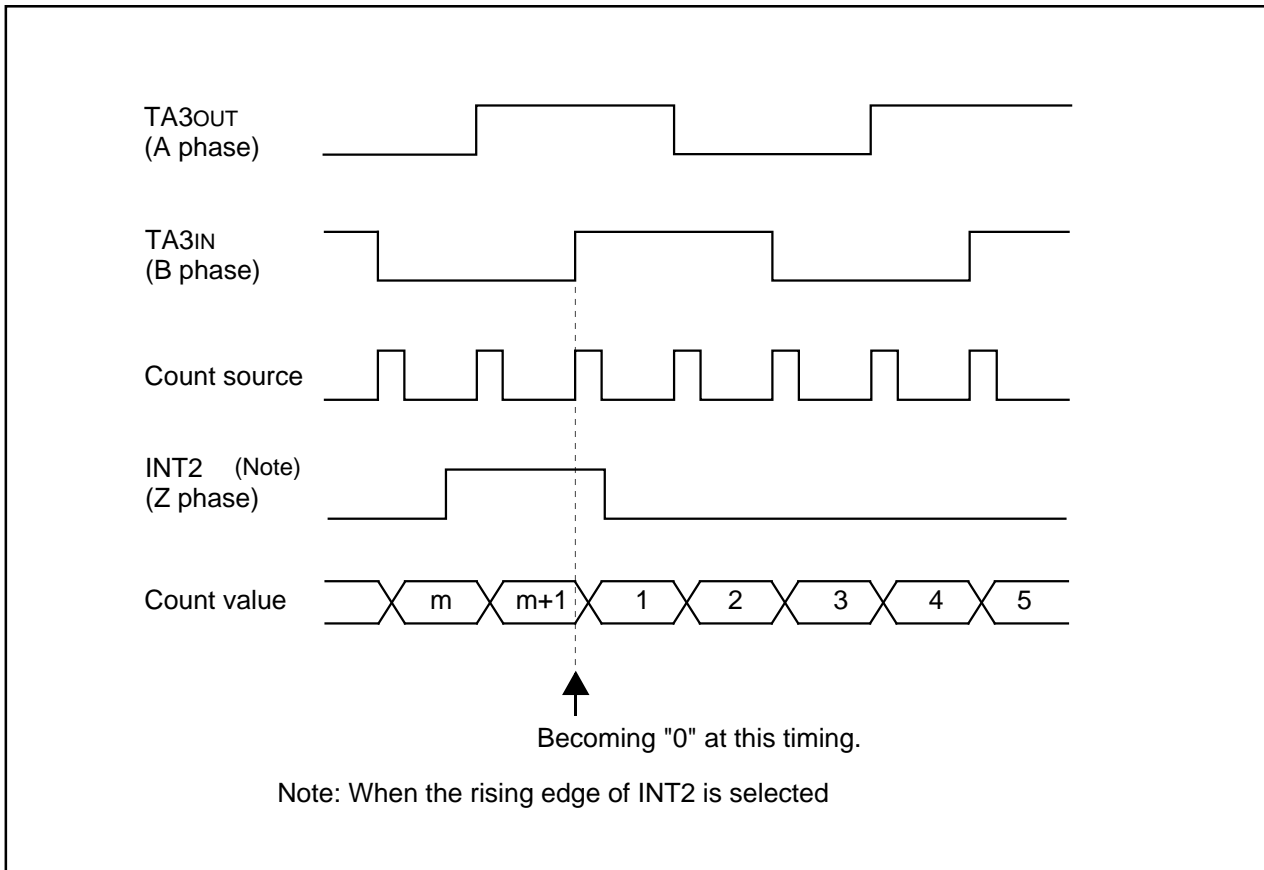 TA3OUT
(A phase)
TA3IN
(B phase)
Count source
INT2 (Note)
(Z phase)
Count value m m+1 1 2 3 4 5
Becoming "0" at this timing.
Note: When the rising edge of INT2 is selected